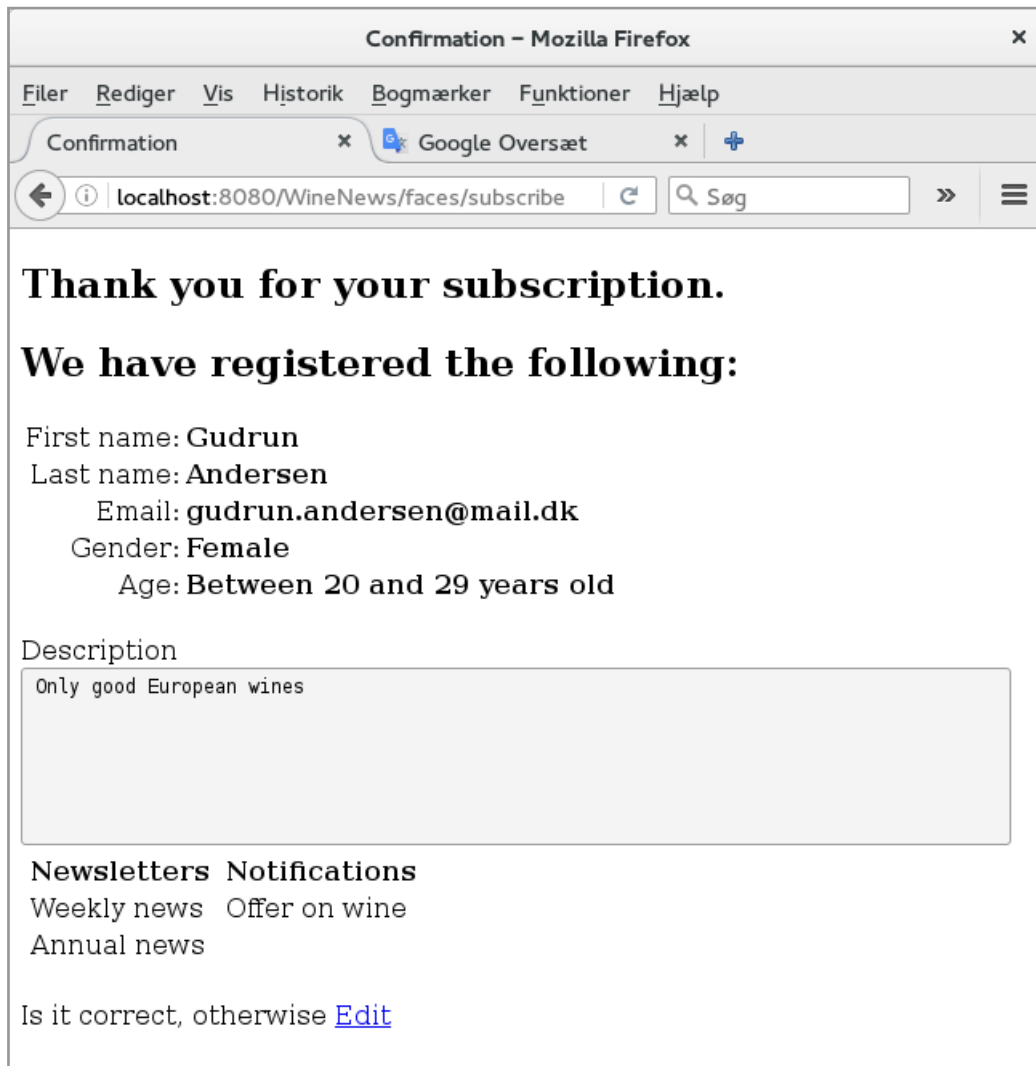 Confirmation – Mozilla Firefox
Filer Rediger Vis Historik Bogmærker Funktioner Hjælp
Confirmation Google Oversæt
localhost:8080/WineNews/faces/subscribe Søg
Thank you for your subscription.
We have registered the following:
First name: Gudrun
Last name: Andersen
Email: gudrun.andersen@mail.dk
Gender: Female
Age: Between 20 and 29 years old
Description
Only good European wines
Newsletters Notifications
Weekly news Offer on wine
Annual news
Is it correct, otherwise Edit